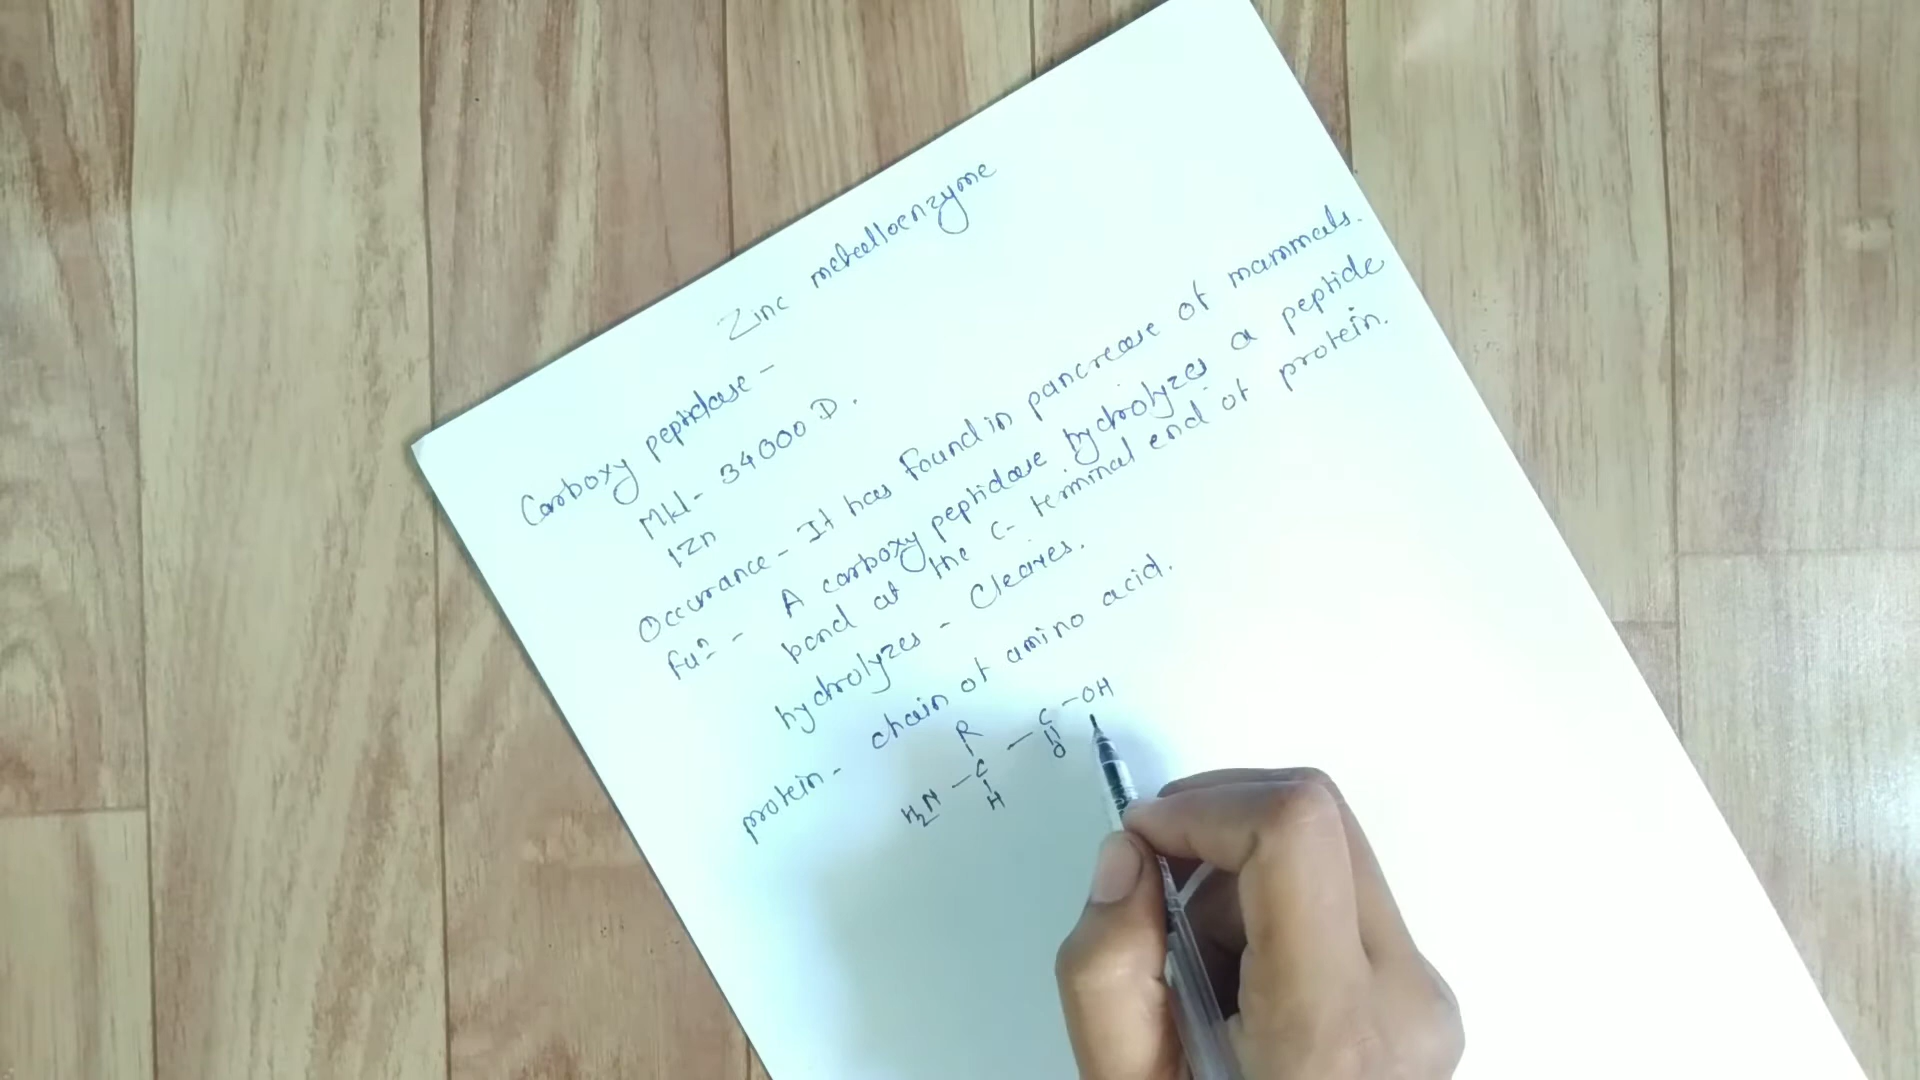 Zinc metalloenzyme
Carboxy peptidase -
MW - 34000 D.
1Zn
Occurrance - It has found in pancrease of mammals.
Fuⁿ - A carboxy peptidase hydrolyzes a peptide
bond at the C- terminal end of protein.
hydrolyzes - Cleaves.
protein - chain of amino acid.
R
H₂N - C - C - OH
H O